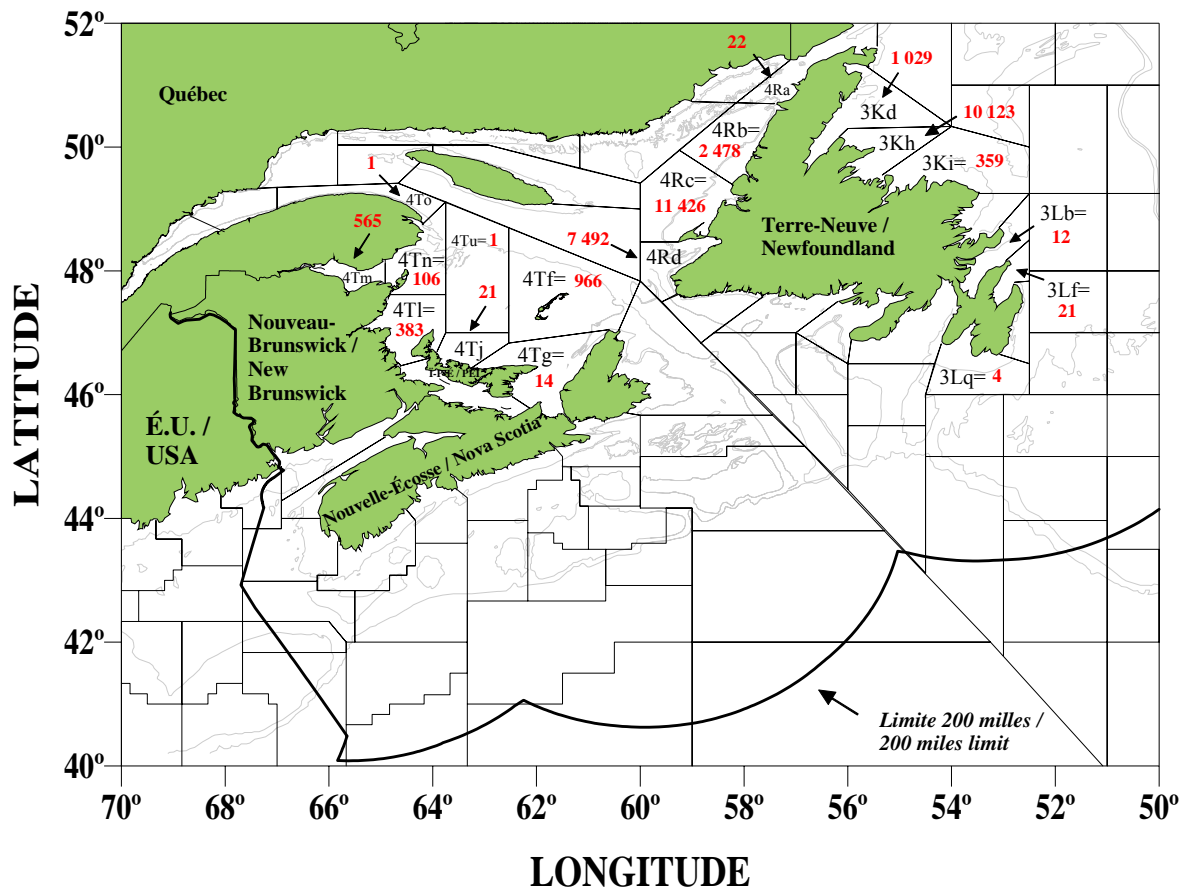 52º
50º
48º
46º
44º
42º
40º
LATITUDE
70º
68º
66º
64º
62º
60º
58º
56º
54º
52º
50º
LONGITUDE
Québec
22
4Ra
1 029
3Kd
10 123
3Kh
3Ki= 359
4Rb=
2 478
4Rc=
11 426
7 492
4Rd
Terre-Neuve /
Newfoundland
3Lb=
12
3Lf=
21
3Lq= 4
1
4To
565
4Tm
4Tn=
106
4Tu= 1
4Tf= 966
21
4Tl=
383
4Tj
4Tg=
14
Nouveau-
Brunswick /
New
Brunswick
É.U. /
USA
Nouvelle-Écosse / Nova Scotia
Limite 200 milles /
200 miles limit